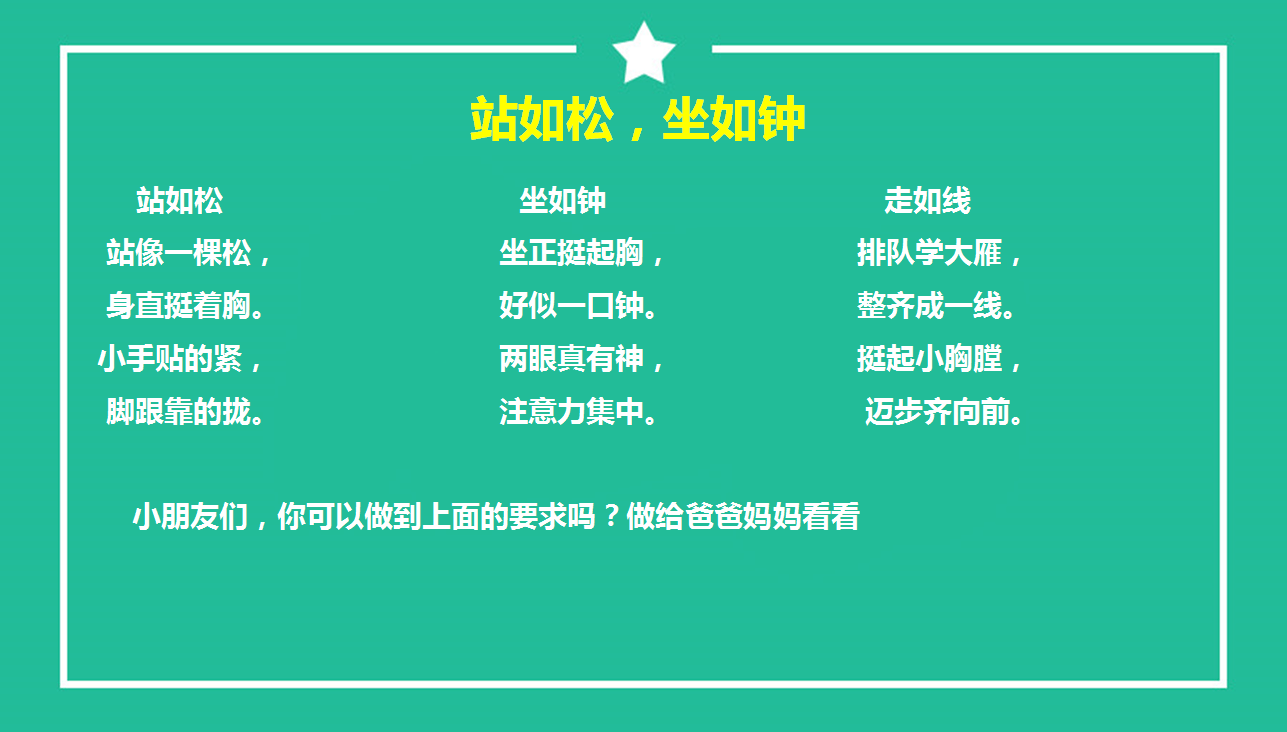 站如松，坐如钟
站如松
站像一棵松，
身直挺着胸。
小手贴的紧，
脚跟靠的拢。
坐如钟
坐正挺起胸，
好似一口钟。
两眼真有神，
注意力集中。
走如线
排队学大雁，
整齐成一线。
挺起小胸膛，
迈步齐向前。
小朋友们，你可以做到上面的要求吗？做给爸爸妈妈看看